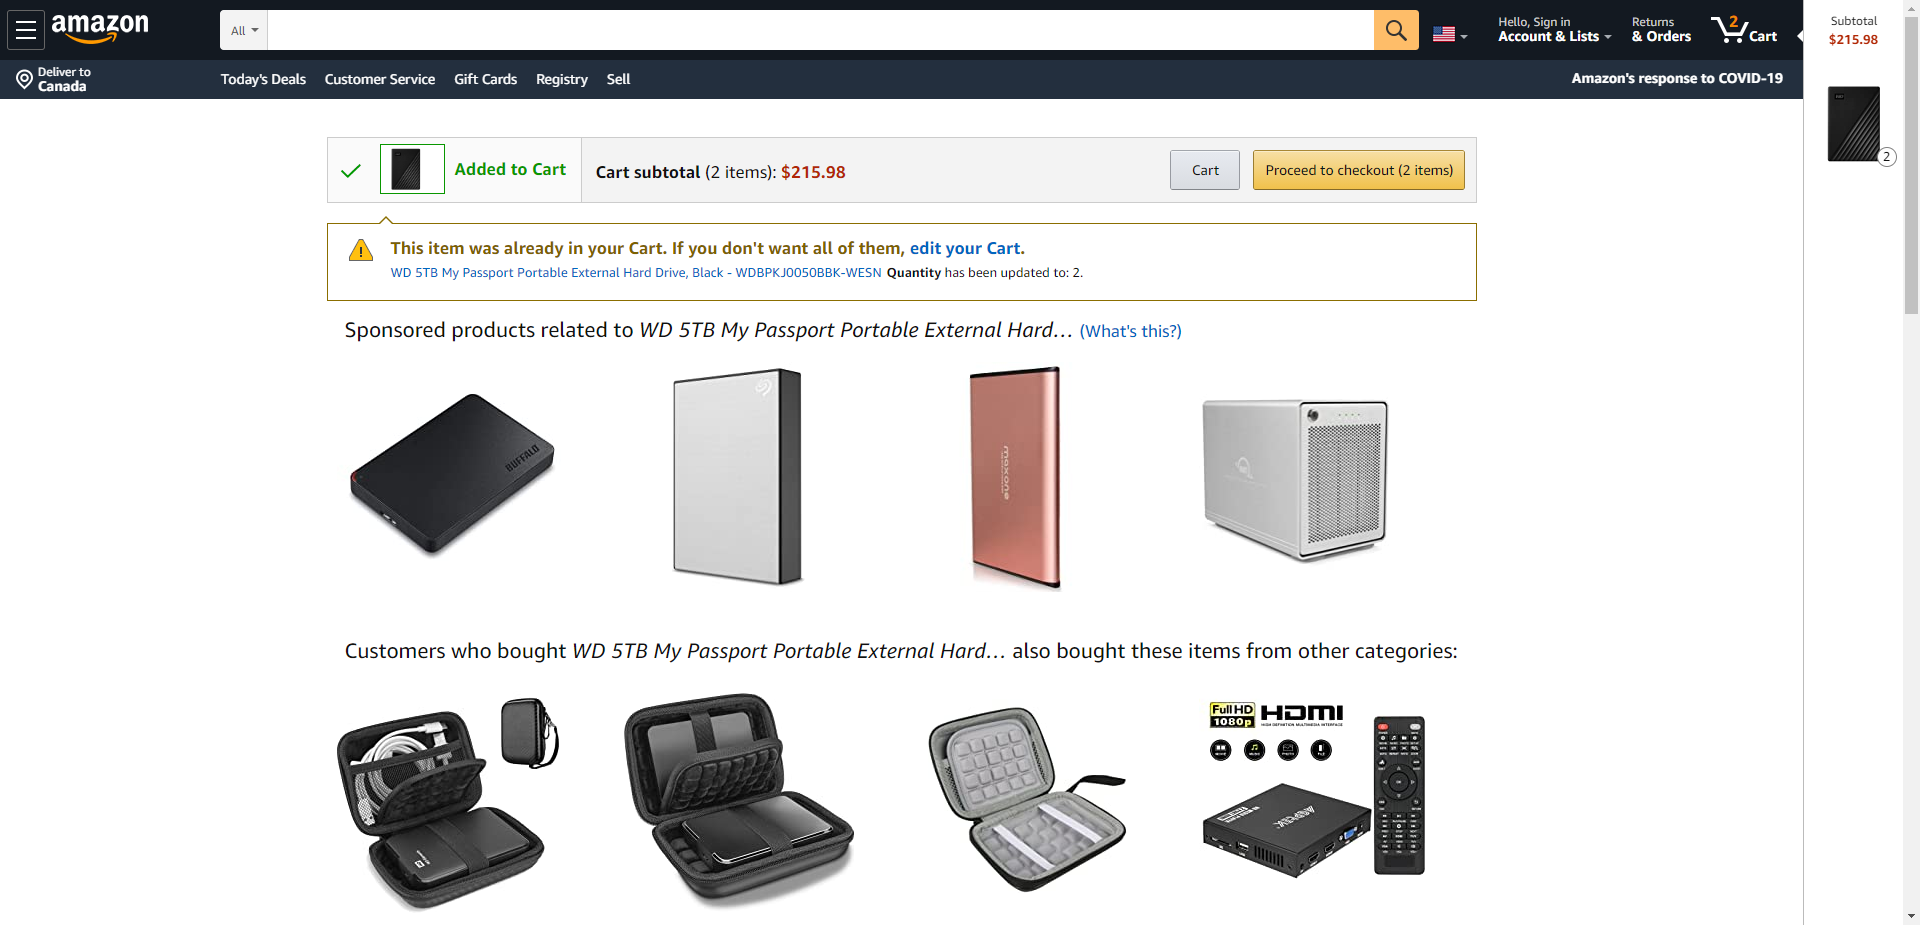 amazon
All
Hello, Sign in
Account & Lists
Returns
& Orders
2
Cart
Subtotal
$215.98
Deliver to
Canada
Today's Deals
Customer Service
Gift Cards
Registry
Sell
Amazon's response to COVID-19
2
Added to Cart
Cart subtotal (2 items): $215.98
Cart
Proceed to checkout (2 items)
This item was already in your Cart. If you don't want all of them, edit your Cart.
WD 5TB My Passport Portable External Hard Drive, Black - WDBPKJ0050BBK-WESN Quantity has been updated to: 2.
Sponsored products related to WD 5TB My Passport Portable External Hard… (What's this?)
BUFFALO
maxone
Customers who bought WD 5TB My Passport Portable External Hard… also bought these items from other categories:
Full HD
1080p
HDMI
HIGH DEFINITION MULTIMEDIA INTERFACE